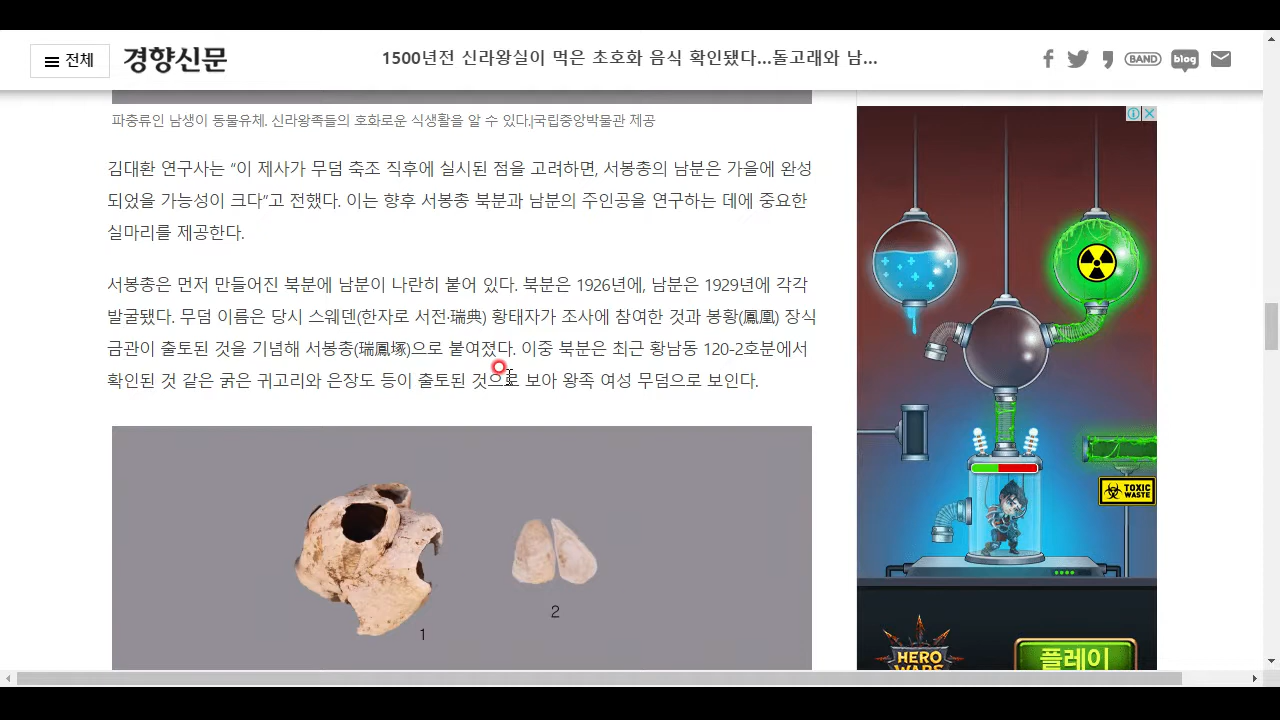 전체
경향신문
1500년전 신라왕실이 먹은 초호화 음식 확인됐다...돌고래와 남...
BAND
blog
파충류인 남생이 동물유체. 신라왕족들의 호화로운 식생활을 알 수 있다.|국립중앙박물관 제공
김대환 연구사는 “이 제사가 무덤 축조 직후에 실시된 점을 고려하면, 서봉총의 남분은 가을에 완성
되었을 가능성이 크다”고 전했다. 이는 향후 서봉총 북분과 남분의 주인공을 연구하는 데에 중요한
실마리를 제공한다.
서봉총은 먼저 만들어진 북분에 남분이 나란히 붙어 있다. 북분은 1926년에, 남분은 1929년에 각각
발굴됐다. 무덤 이름은 당시 스웨덴(한자로 서전·瑞典) 황태자가 조사에 참여한 것과 봉황(鳳凰) 장식
금관이 출토된 것을 기념해 서봉총(瑞鳳塚)으로 붙여졌다. 이중 북분은 최근 황남동 120-2호분에서
확인된 것 같은 굵은 귀고리와 은장도 등이 출토된 것으로 보아 왕족 여성 무덤으로 보인다.
1
2
TOXIC
WASTE
HERO
WARS
플레이